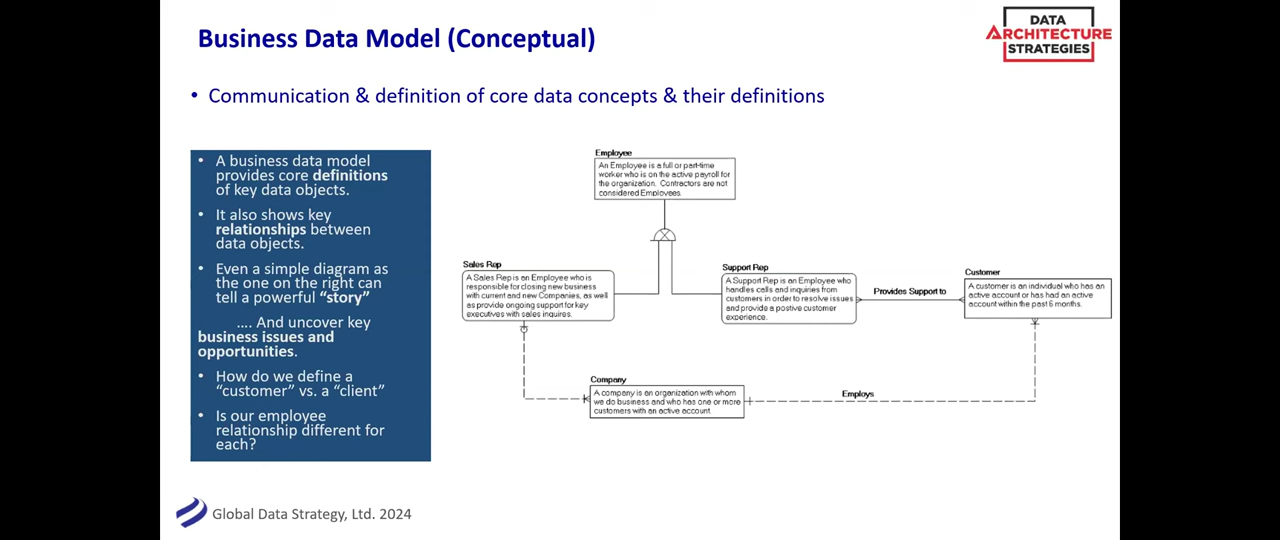 Business Data Model (Conceptual)
DATA
ARCHITECTURE
STRATEGIES
• Communication & definition of core data concepts & their definitions
• A business data model
provides core definitions
of key data objects.
• It also shows key
relationships between
data objects.
• Even a simple diagram as
the one on the right can
tell a powerful “story”
…. And uncover key
business issues and
opportunities.
• How do we define a
“customer” vs. a “client”
• Is our employee
relationship different for
each?
Employee
An Employee is a full or part-time
worker who is on the active payroll for
the organization. Contractors are not
considered Employees.
Sales Rep
A Sales Rep is an Employee who is
responsible for closing new business
with current and new Companies, as well
as provide ongoing support for key
executives with sales inquires.
Support Rep
A Support Rep is an Employee who
handles calls and inquiries from
customers in order to resolve issues
and provide a postive customer
experience.
Provides Support to
Customer
A customer is an individual who has an
active account or has had an active
account within the past 6 months.
Company
A company is an organization with whom
we do business and who has one or more
customers with an active account.
Employs
Global Data Strategy, Ltd. 2024